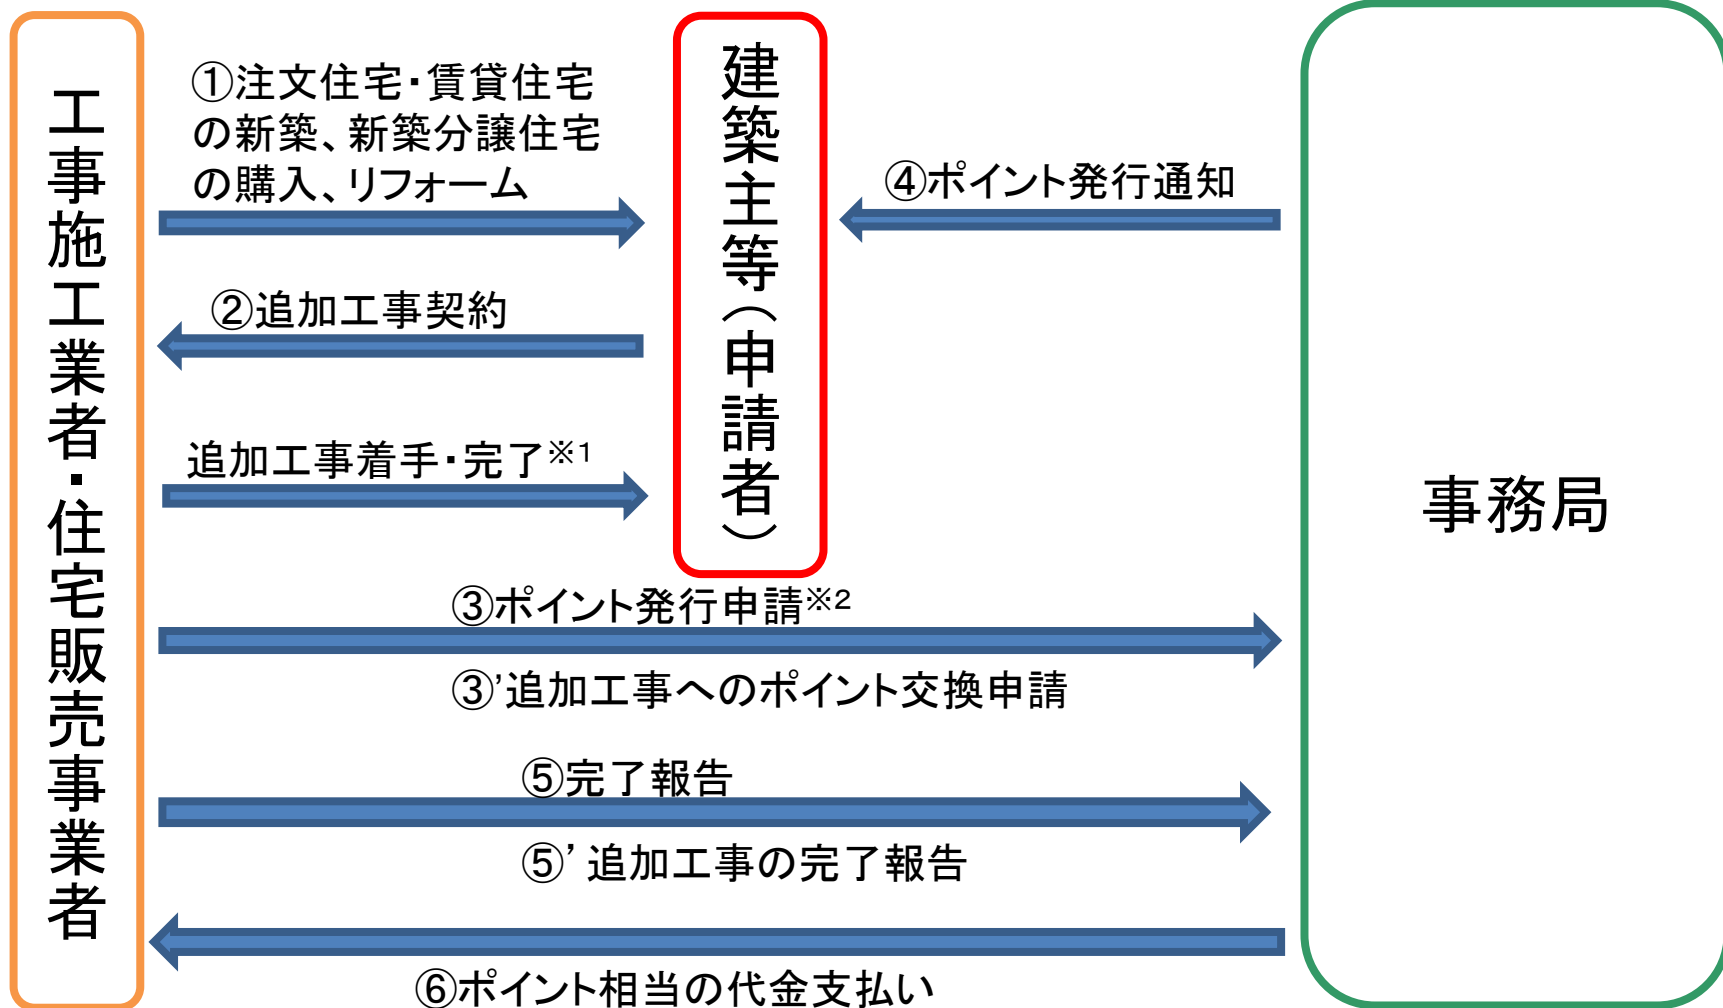 工事施工業者・住宅販売事業者
①注文住宅・賃貸住宅
の新築、新築分譲住宅
の購入、リフォーム
②追加工事契約
追加工事着手・完了※1
建築主等(申請者)
④ポイント発行通知
事務局
③ポイント発行申請※2
③'追加工事へのポイント交換申請
⑤完了報告
⑤’追加工事の完了報告
⑥ポイント相当の代金支払い